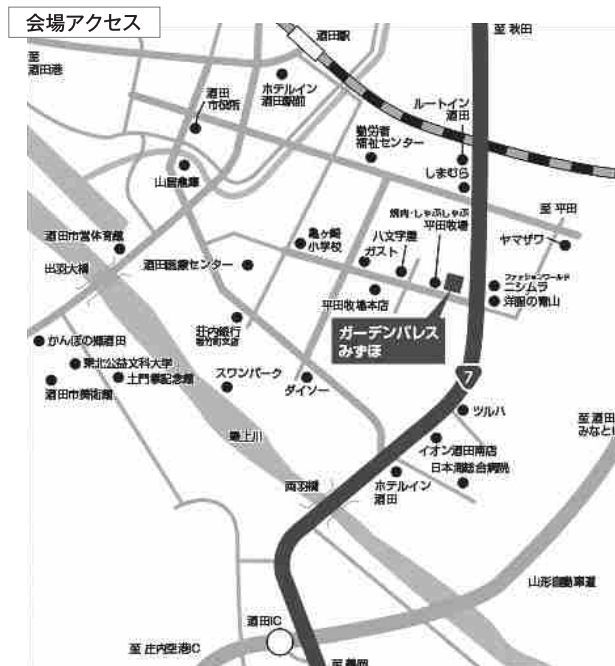 会場アクセス
酒田駅
至 秋田
至
酒田港
酒田
市役所
ホテルイン
酒田駅前
ルートイン
酒田
勤労者
福祉センター
しまむら
山居倉庫
焼肉・しゃぶしゃぶ
平田牧場
至 平田
ヤマザワ
酒田市営体育館
出羽大橋
酒田医療センター
亀ヶ崎
小学校
八文字屋
ガスト
ファッションワールド
ニシムラ
洋服の青山
平田牧場本店
ガーデンパレス
みずほ
荘内銀行
若竹町支店
かんぽの郷酒田
東北公益文科大学
土門拳記念館
酒田市美術館
スワンパーク
ダイソー
7
ツルハ
至 酒田
みなと
最上川
イオン酒田南店
日本海総合病院
両羽橋
ホテルイン
酒田
山形自動車道
酒田IC
至 庄内空港IC
至 鶴岡